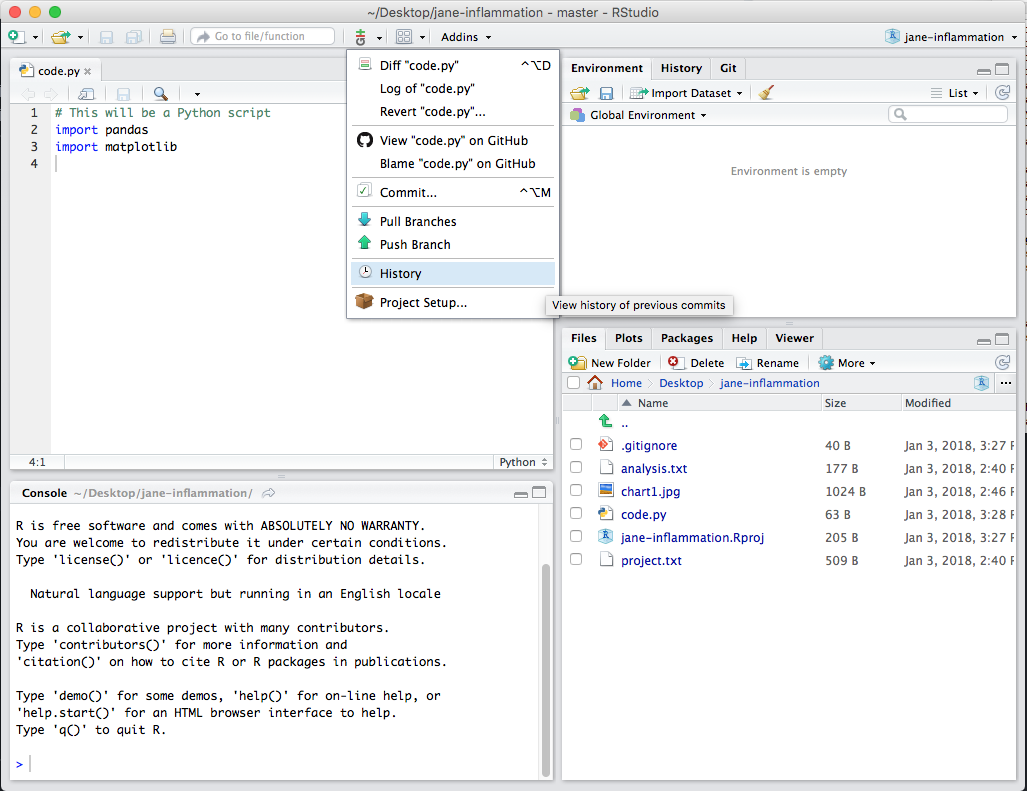 ~/Desktop/jane-inflammation - master - RStudio
Go to file/function
Addins
jane-inflammation
code.py
1 # This will be a Python script
2 import pandas
3 import matplotlib
4
4:1
Python
Diff "code.py" ^⌥D
Log of "code.py"
Revert "code.py"...
View "code.py" on GitHub
Blame "code.py" on GitHub
Commit... ^⌥M
Pull Branches
Push Branch
History
Project Setup...
View history of previous commits
Environment History Git
Import Dataset
List
Global Environment
Environment is empty
Console ~/Desktop/jane-inflammation/
R is free software and comes with ABSOLUTELY NO WARRANTY.
You are welcome to redistribute it under certain conditions.
Type 'license()' or 'licence()' for distribution details.
Natural language support but running in an English locale
R is a collaborative project with many contributors.
Type 'contributors()' for more information and
'citation()' on how to cite R or R packages in publications.
Type 'demo()' for some demos, 'help()' for on-line help, or
'help.start()' for an HTML browser interface to help.
Type 'q()' to quit R.
>
Files Plots Packages Help Viewer
New Folder Delete Rename More
Home Desktop jane-inflammation
Name Size Modified
..
.gitignore 40 B Jan 3, 2018, 3:27
analysis.txt 177 B Jan 3, 2018, 2:40
chart1.jpg 1024 B Jan 3, 2018, 2:46
code.py 63 B Jan 3, 2018, 3:28
jane-inflammation.Rproj 205 B Jan 3, 2018, 3:27
project.txt 509 B Jan 3, 2018, 2:40